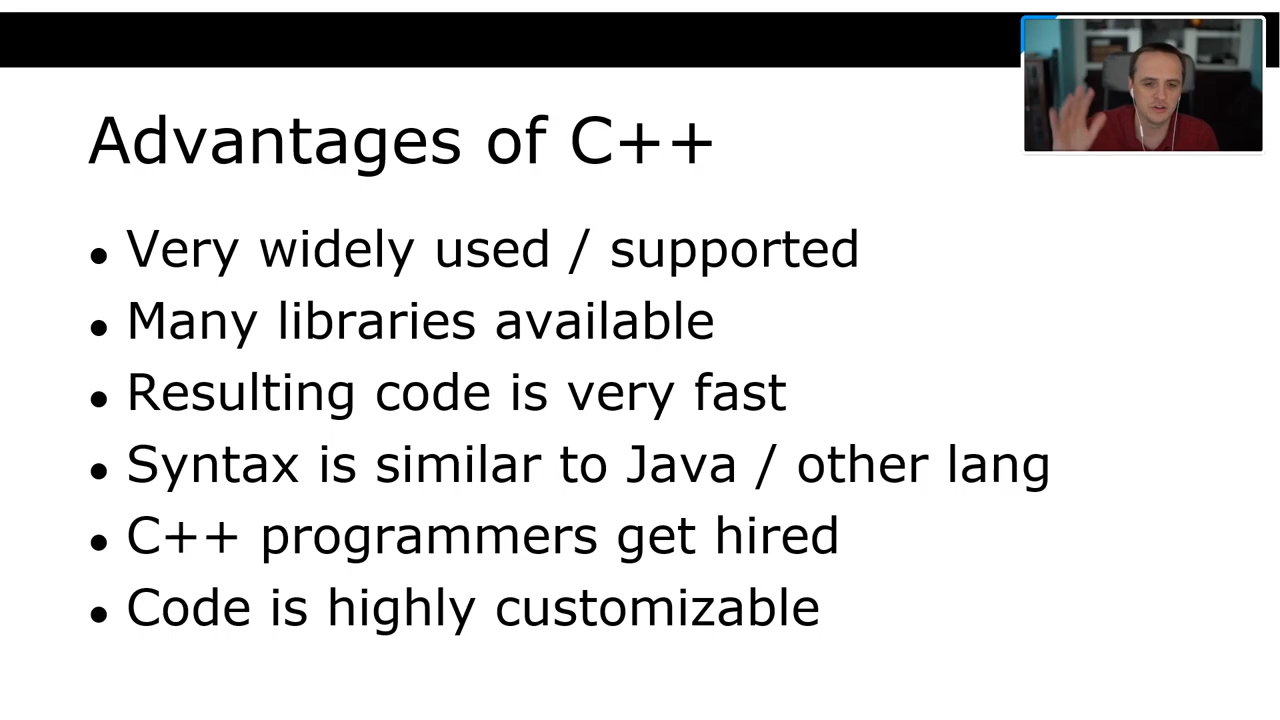 Advantages of C++
• Very widely used / supported
• Many libraries available
• Resulting code is very fast
• Syntax is similar to Java / other lang
• C++ programmers get hired
• Code is highly customizable